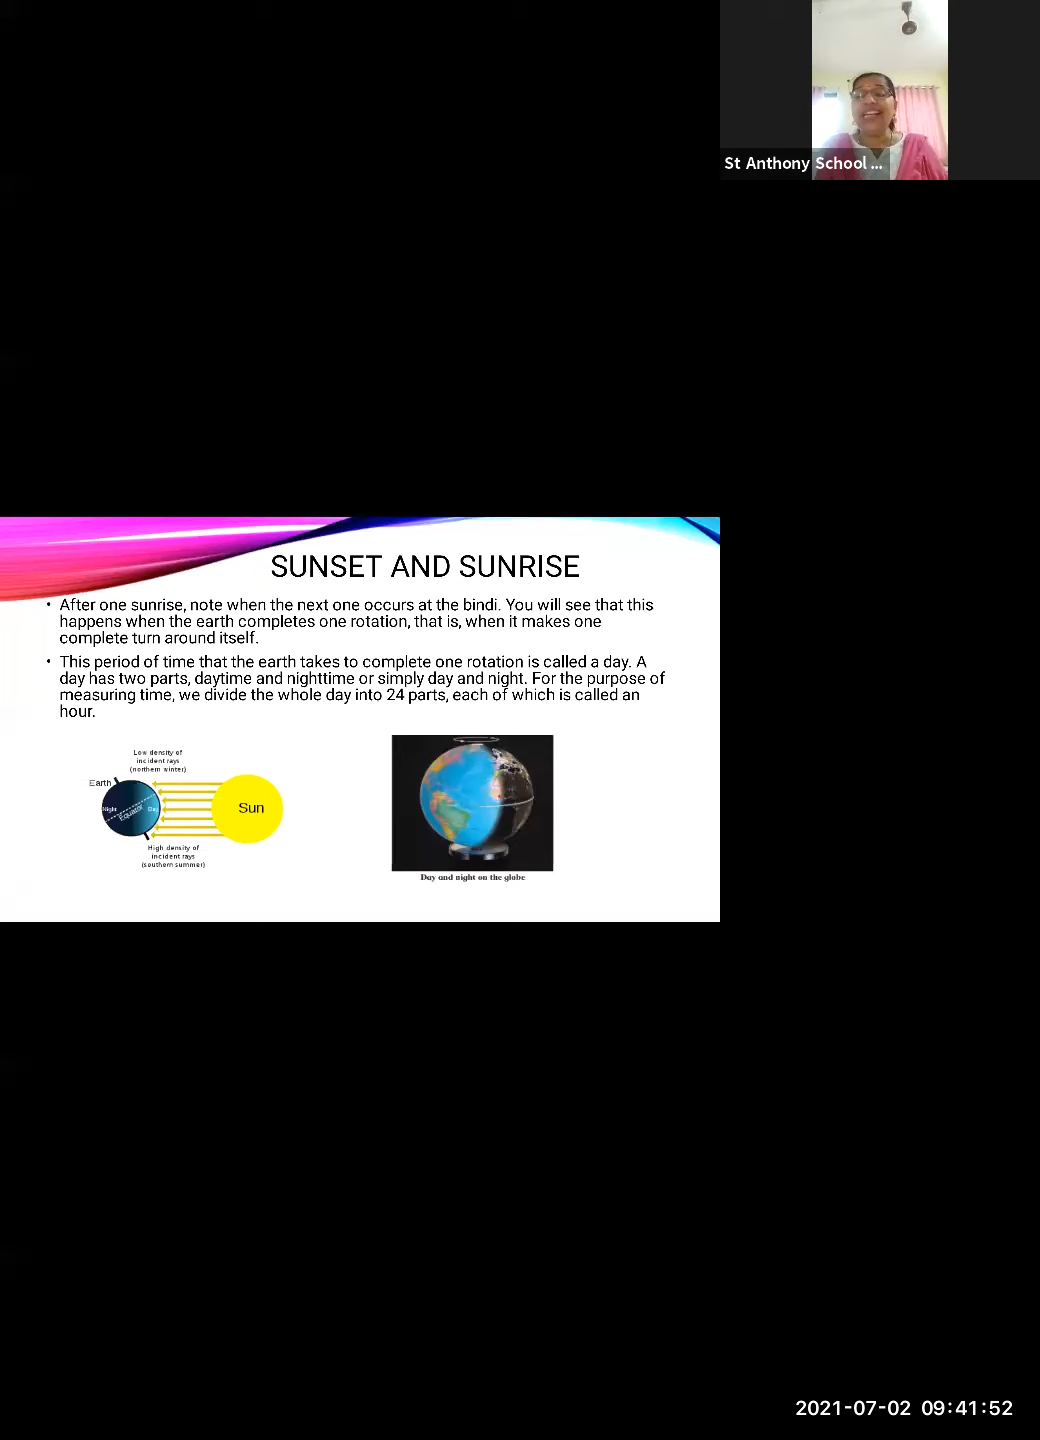 St Anthony School ...
SUNSET AND SUNRISE
• After one sunrise, note when the next one occurs at the bindi. You will see that this
happens when the earth completes one rotation, that is, when it makes one
complete turn around itself.
• This period of time that the earth takes to complete one rotation is called a day. A
day has two parts, daytime and nighttime or simply day and night. For the purpose of
measuring time, we divide the whole day into 24 parts, each of which is called an
hour.
Low density of
incident rays
(northern winter)
Earth
Night
Equator
Sun
High density of
incident rays
(southern summer)
Day and night on the globe
2021-07-02 09:41:52